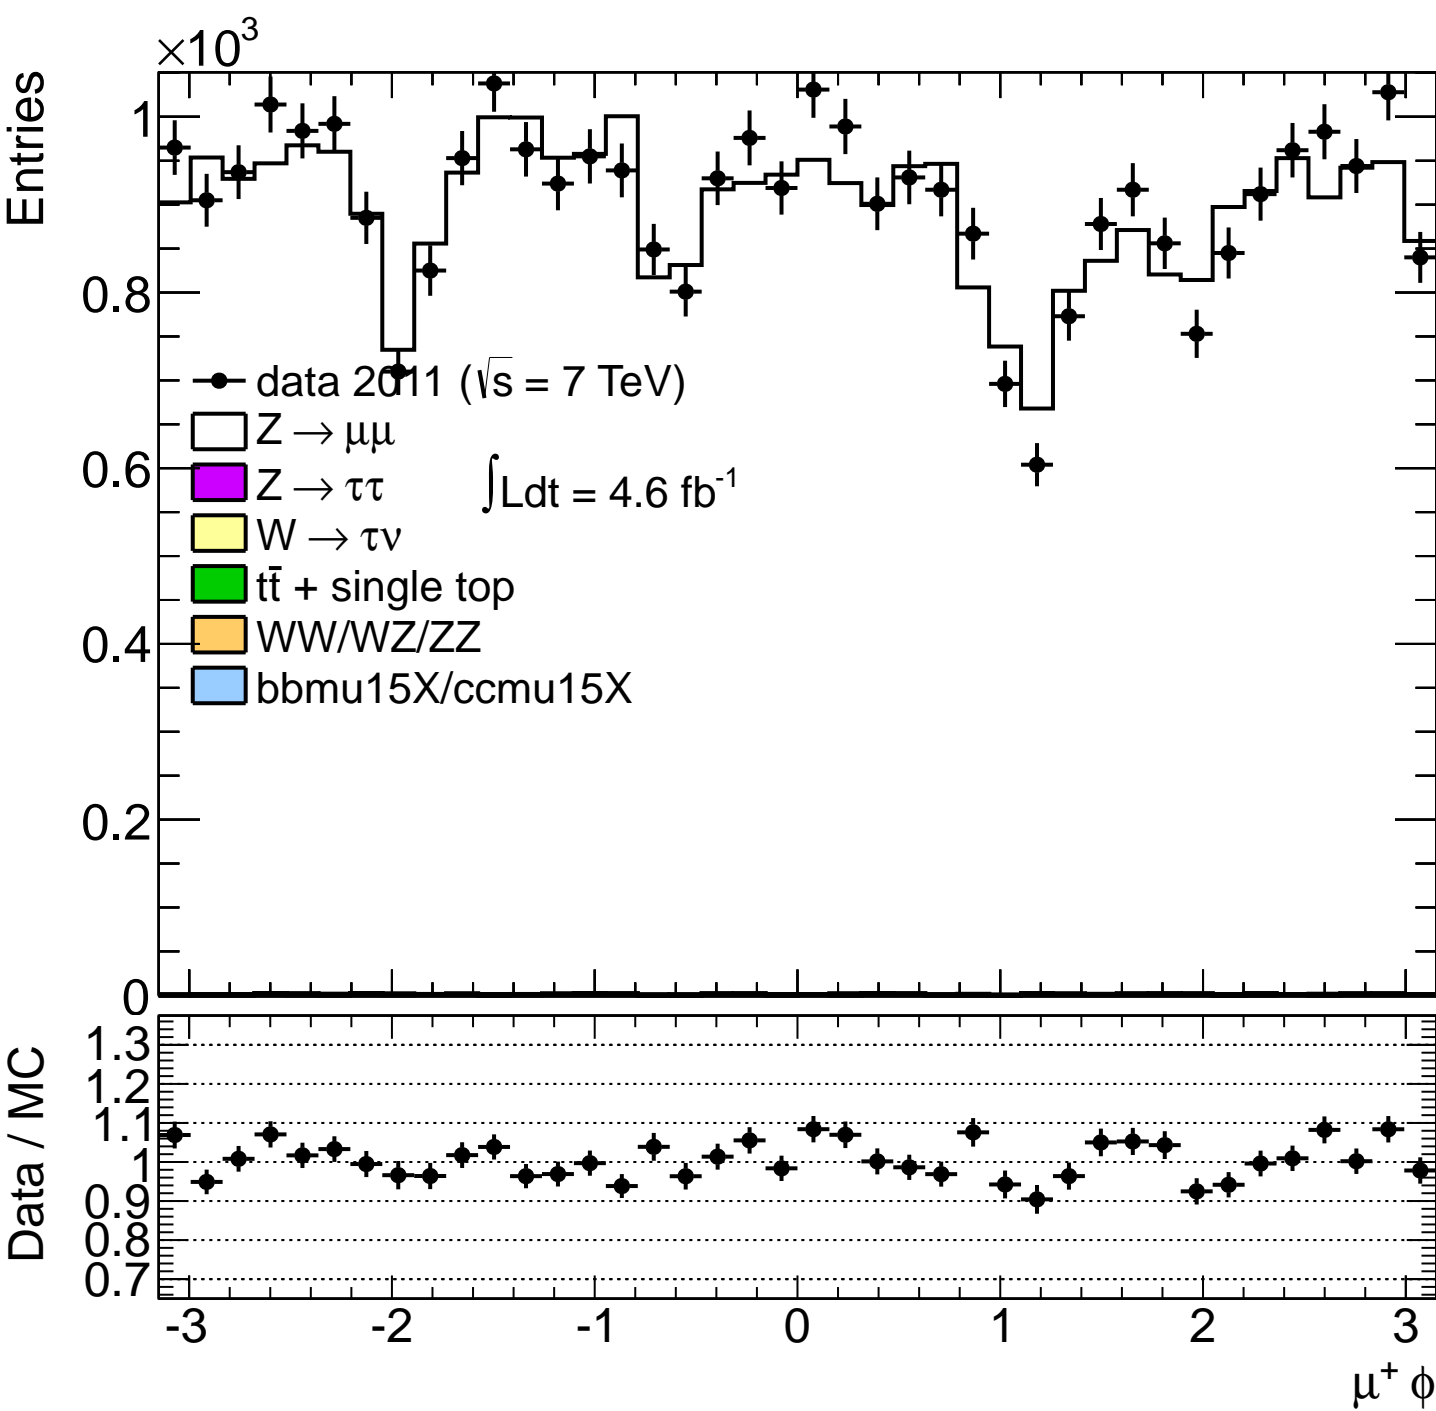 ×10³
Entries
1
0.8
0.6
0.4
0.2
0
data 2011 (√s = 7 TeV)
Z → μμ
Z → ττ
∫Ldt = 4.6 fb⁻¹
W → τν
tt̄ + single top
WW/WZ/ZZ
bbmu15X/ccmu15X
Data / MC
1.3
1.2
1.1
1
0.9
0.8
0.7
-3 -2 -1 0 1 2 3
μ⁺ ϕ